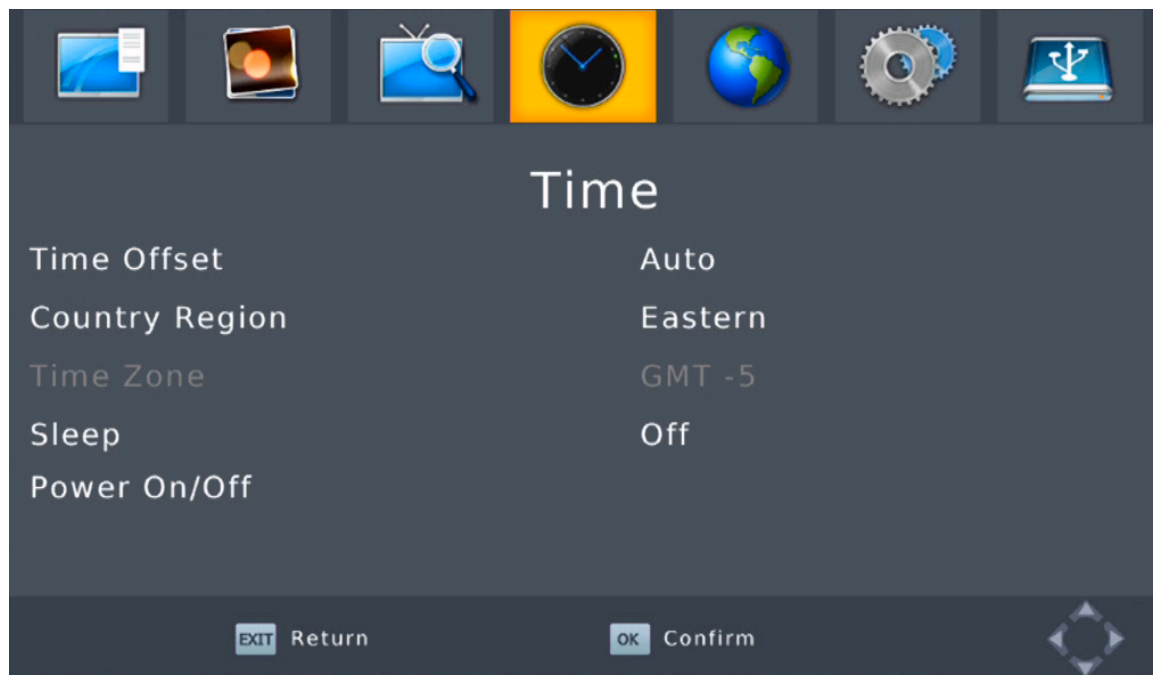 Time
Time Offset Auto
Country Region Eastern
Time Zone GMT -5
Sleep Off
Power On/Off
EXIT Return OK Confirm